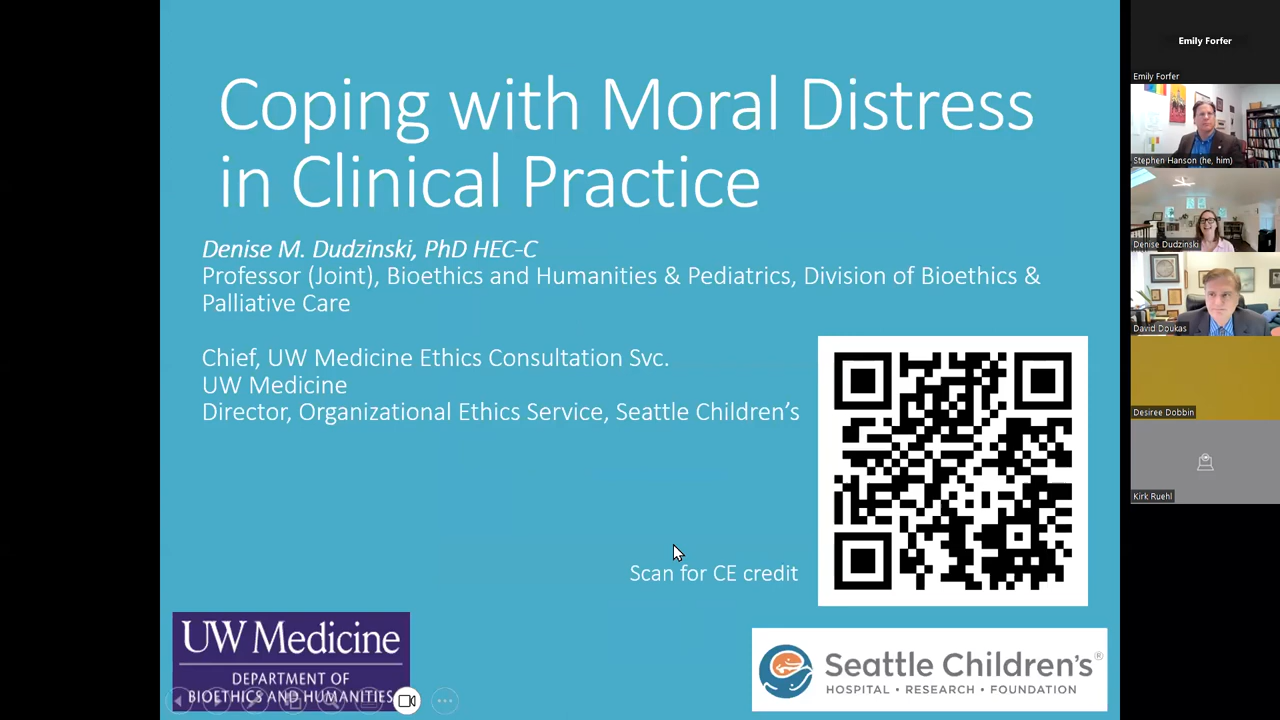 Coping with Moral Distress
in Clinical Practice
Denise M. Dudzinski, PhD HEC-C
Professor (Joint), Bioethics and Humanities & Pediatrics, Division of Bioethics &
Palliative Care
Chief, UW Medicine Ethics Consultation Svc.
UW Medicine
Director, Organizational Ethics Service, Seattle Children's
Scan for CE credit
UW Medicine
DEPARTMENT OF
BIOETHICS AND HUMANITIES
Seattle Children's®
HOSPITAL • RESEARCH • FOUNDATION
Emily Forfer
Emily Forfer
Stephen Hanson (he, him)
Denise Dudzinski
David Doukas
Desiree Dobbin
Kirk Ruehl